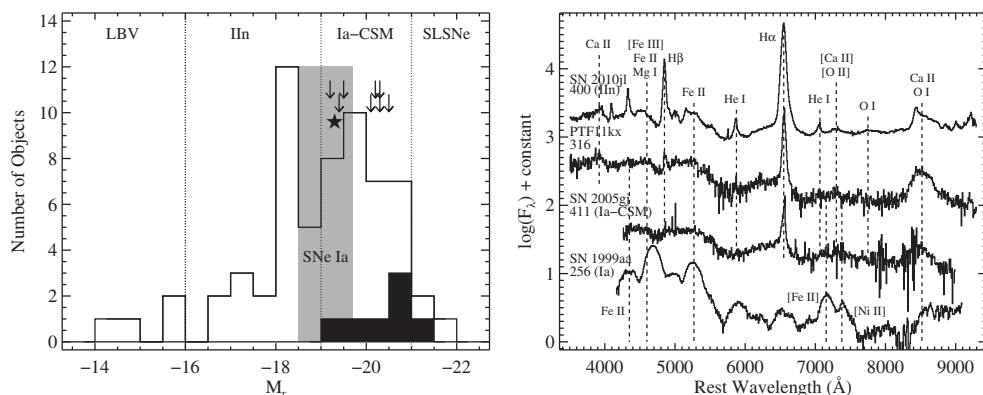 LBV IIn Ia−CSM SLSNe
14
12
10
8
6
4
2
0
Number of Objects
SNe Ia
−14 −16 −18 −20 −22
M_r
log(F_λ) + constant
4
3
2
1
0
Ca II
[Fe III]
Fe II
Mg I
Hβ
Fe II
He I
Hα
He I
[Ca II]
[O II]
O I
Ca II
O I
SN 2010jl
400 (IIn)
PTF11kx
316
SN 2005gj
411 (Ia−CSM)
SN 1999aa
256 (Ia)
Fe II
[Fe II]
[Ni II]
4000 5000 6000 7000 8000 9000
Rest Wavelength (Å)